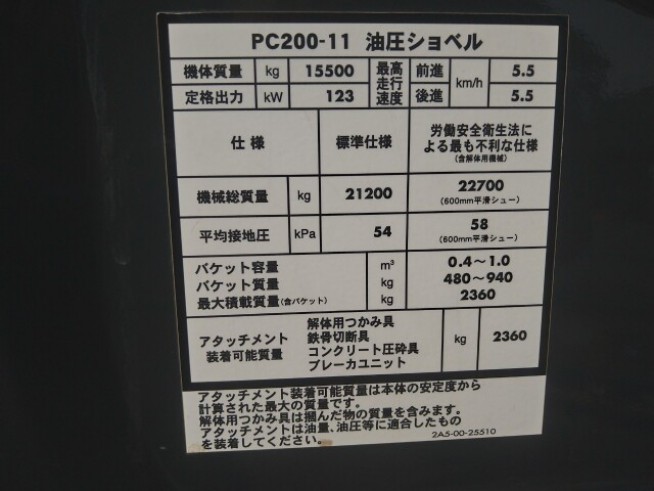 PC200-11 油圧ショベル
機体質量 kg 15500 最高走行速度 前進 km/h 5.5
定格出力 kW 123 後進 5.5
仕様 標準仕様 労働安全衛生法による最も不利な仕様(含解体用機械)
機械総質量 kg 21200 22700 (600mm平滑シュー)
平均接地圧 kPa 54 58 (600mm平滑シュー)
バケット容量 m³ 0.4～1.0
バケット質量 kg 480～940
最大積載質量(含バケット) kg 2360
アタッチメント装着可能質量 解体用つかみ具 鉄骨切断具 コンクリート圧砕具 ブレーカユニット kg 2360
アタッチメント装着可能質量は本体の安定度から
計算された最大の質量です。
解体用つかみ具は摑んだ物の質量を含みます。
アタッチメントは油量、油圧等に適合したもの
を装着してください。 2A5-00-25510